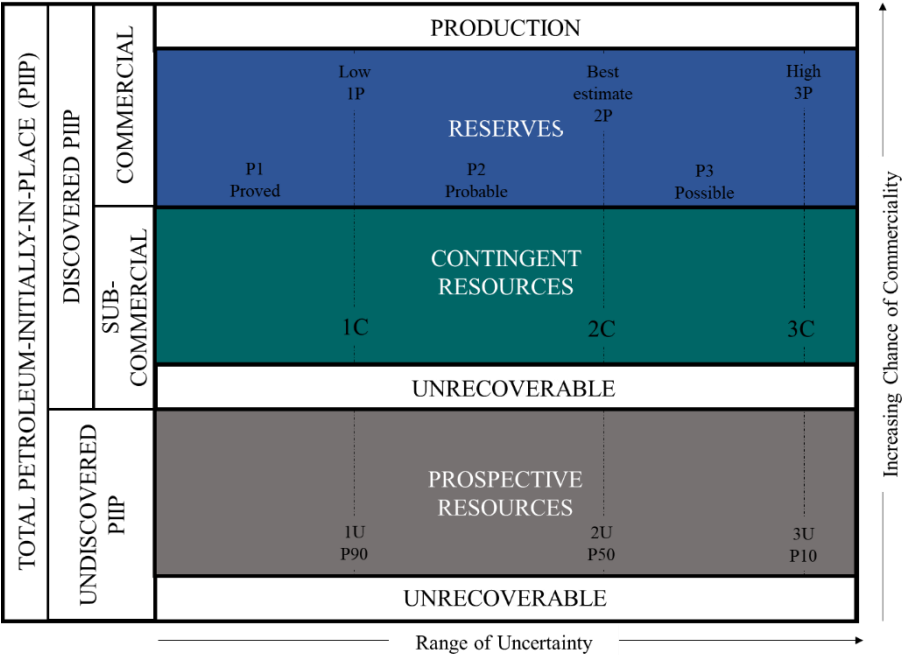 TOTAL PETROLEUM-INITIALLY-IN-PLACE (PIIP)
DISCOVERED PIIP
COMMERCIAL
PRODUCTION
Low
1P
Best
estimate
2P
High
3P
RESERVES
P1
Proved
P2
Probable
P3
Possible
SUB-
COMMERCIAL
CONTINGENT
RESOURCES
1C
2C
3C
UNRECOVERABLE
UNDISCOVERED
PIIP
PROSPECTIVE
RESOURCES
1U
P90
2U
P50
3U
P10
UNRECOVERABLE
Increasing Chance of Commerciality
Range of Uncertainty